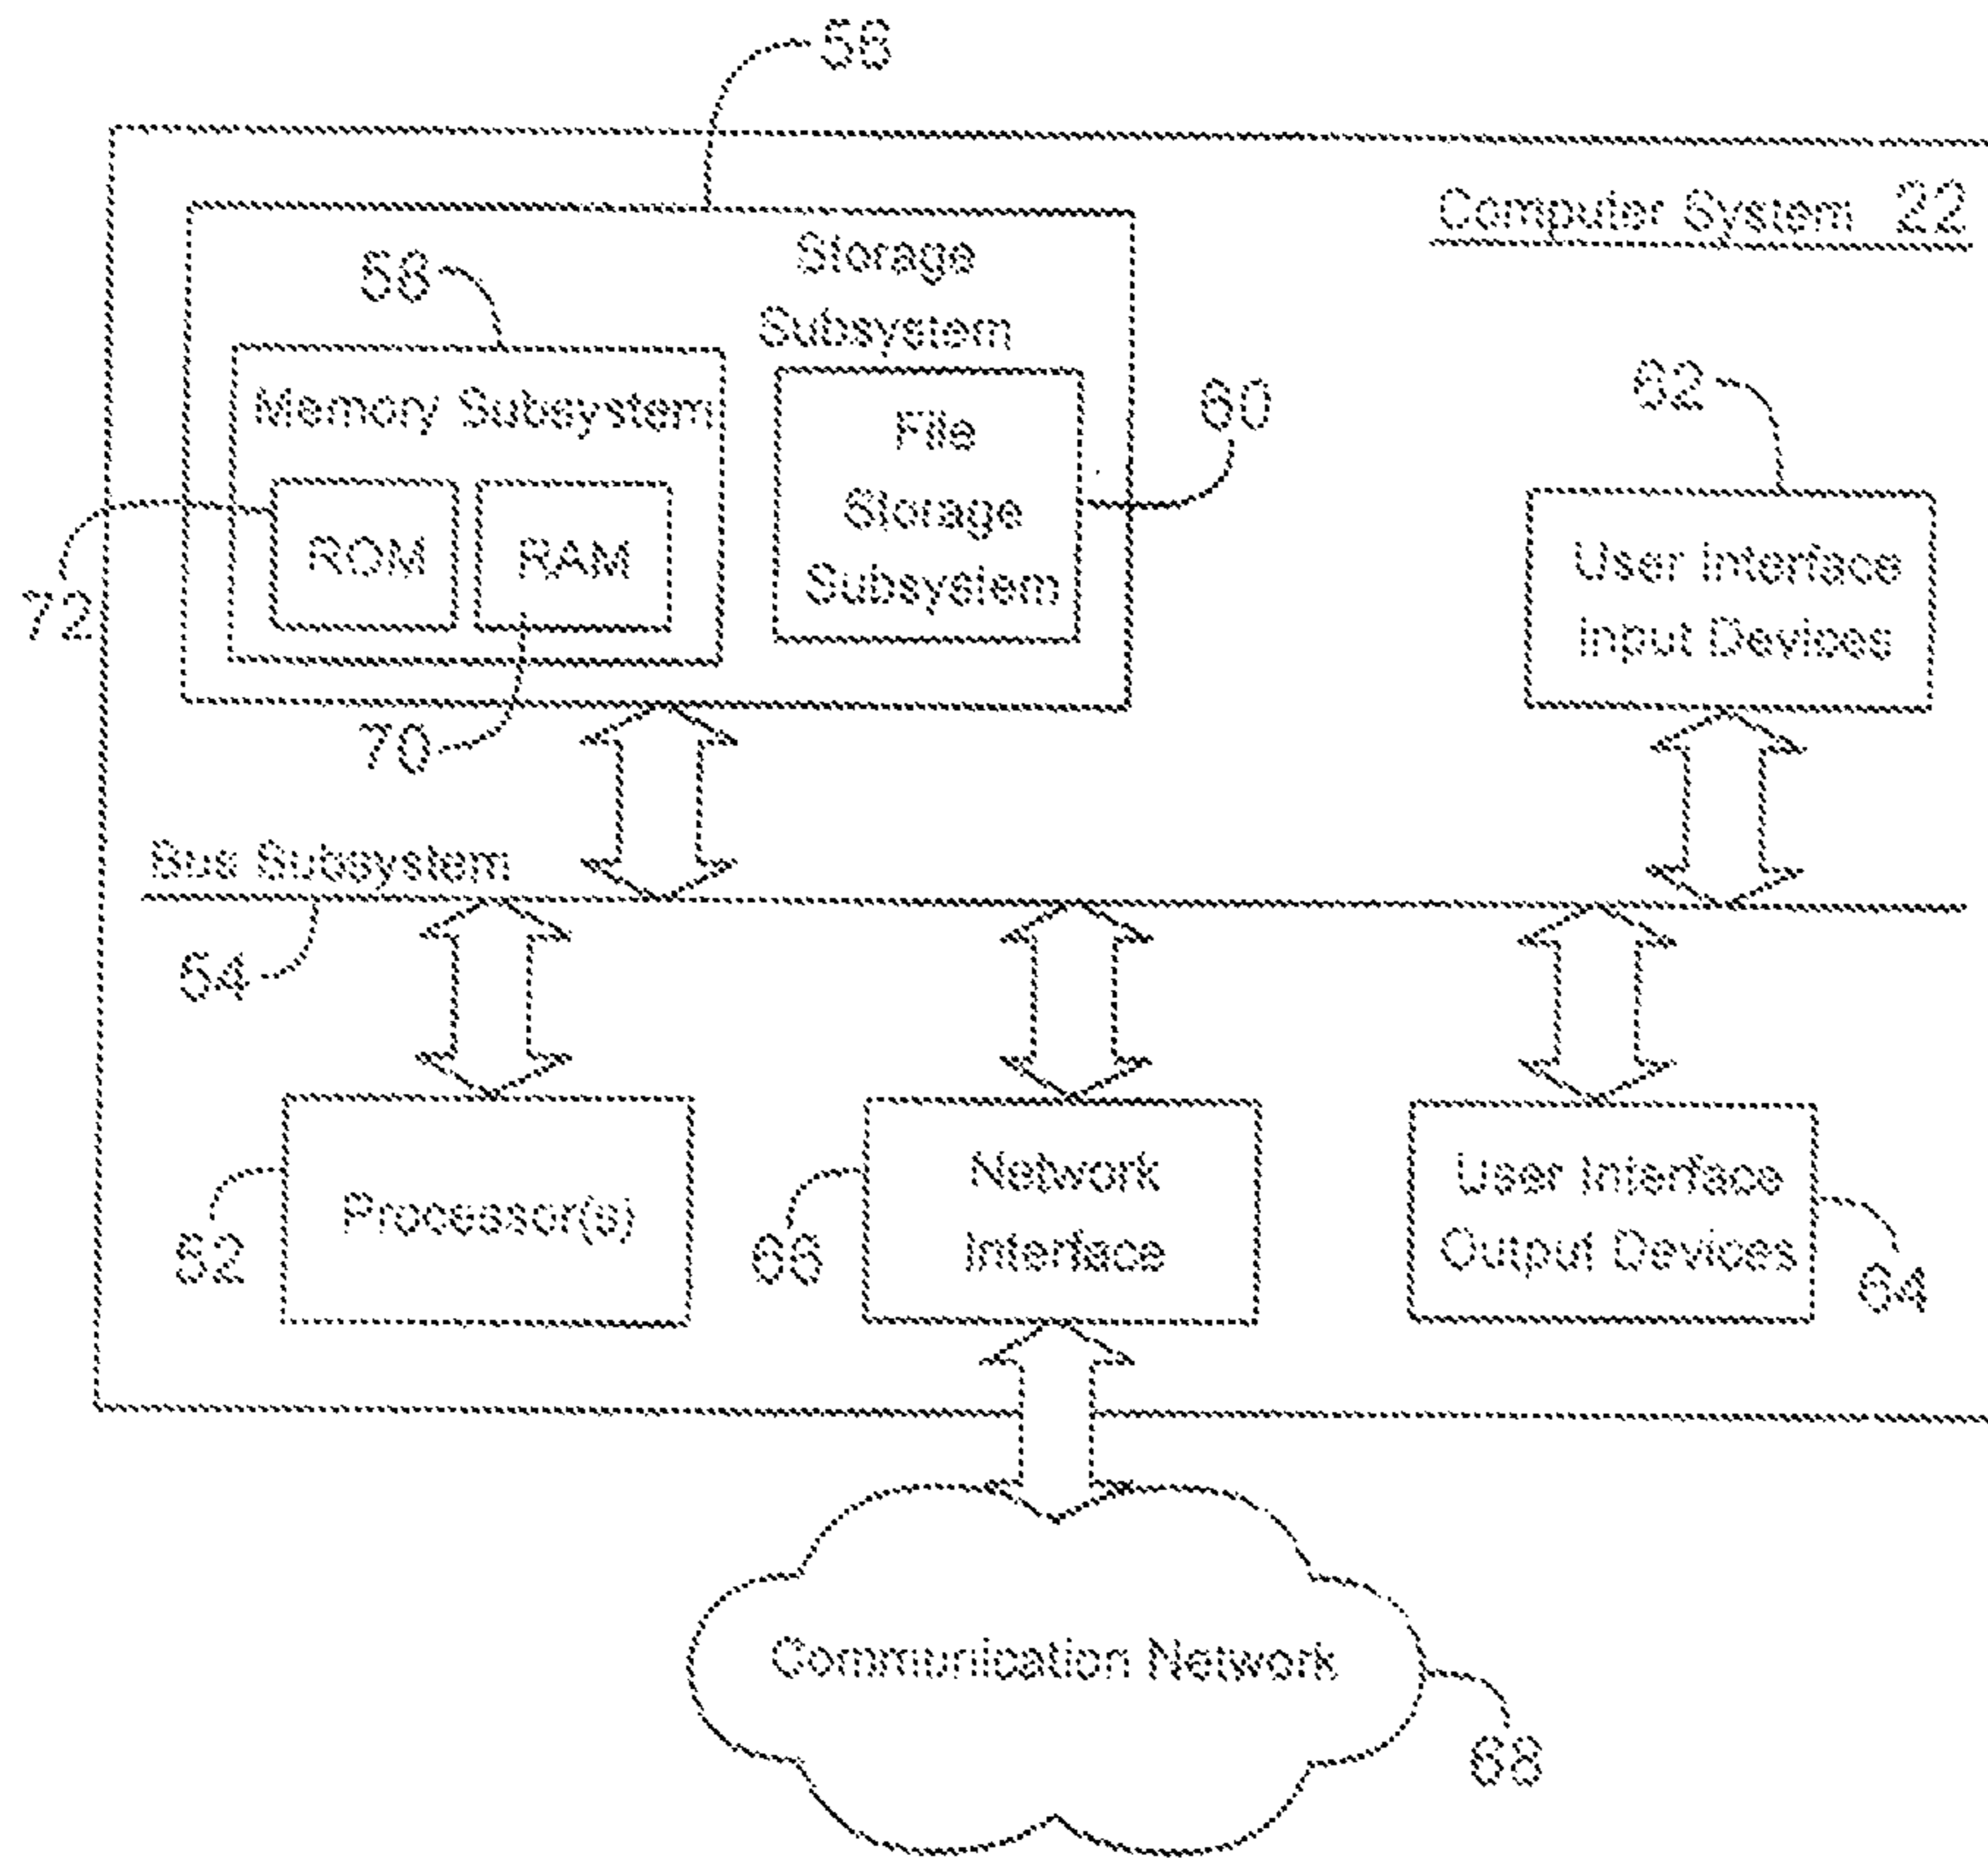 56
Computer System 22
Storage
Subsystem
58
Memory Subsystem
ROM
RAM
File
Storage
Subsystem
60
62
User Interface
Input Devices
72
70
Bus Subsystem
54
Processor(s)
52
Network
Interface
66
User Interface
Output Devices
64
Communication Network
68